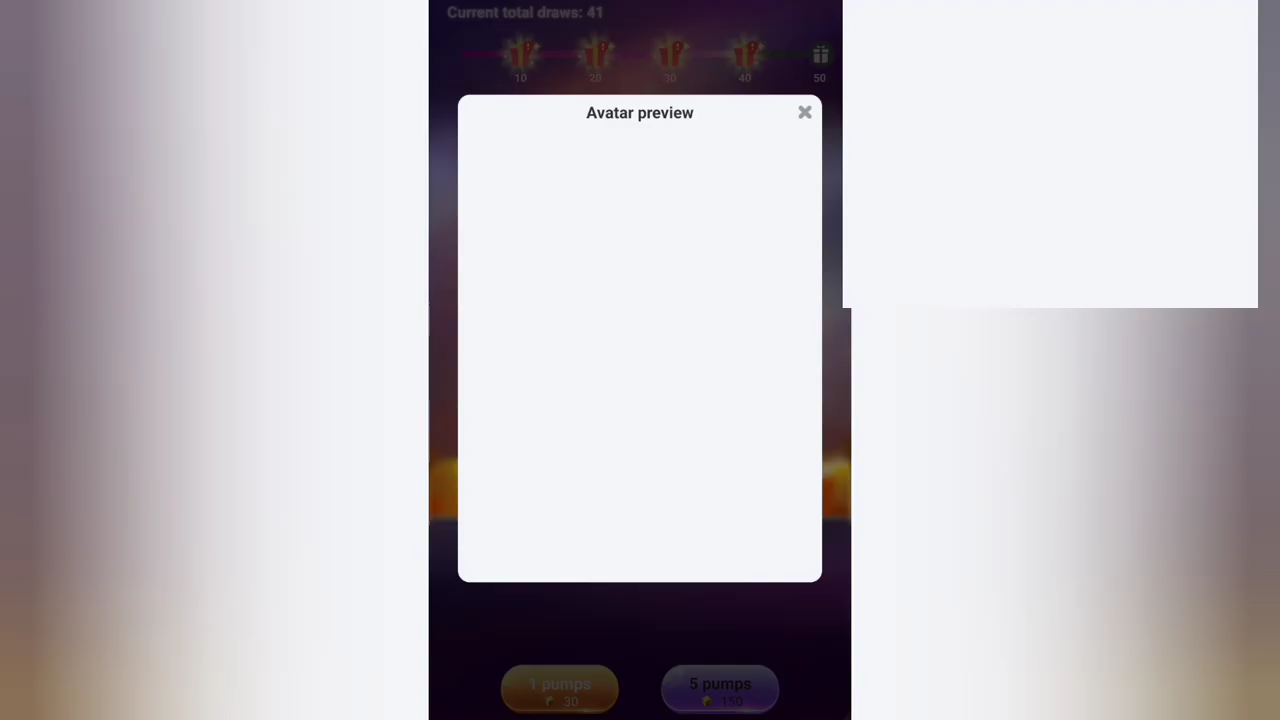 Current total draws: 41
10 20 30 40 50
Avatar preview
1 pumps 5 pumps
30 150